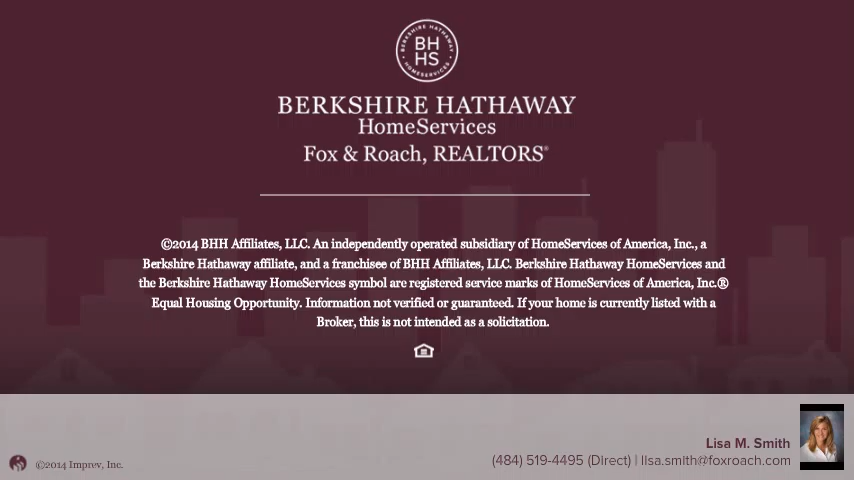 BERKSHIRE HATHAWAY HOMESERVICES
BH
HS
BERKSHIRE HATHAWAY
HomeServices
Fox & Roach, REALTORS®
©2014 BHH Affiliates, LLC. An independently operated subsidiary of HomeServices of America, Inc., a
Berkshire Hathaway affiliate, and a franchisee of BHH Affiliates, LLC. Berkshire Hathaway HomeServices and
the Berkshire Hathaway HomeServices symbol are registered service marks of HomeServices of America, Inc.®
Equal Housing Opportunity. Information not verified or guaranteed. If your home is currently listed with a
Broker, this is not intended as a solicitation.
Lisa M. Smith
(484) 519-4495 (Direct) | lisa.smith@foxroach.com
©2014 Imprev, Inc.